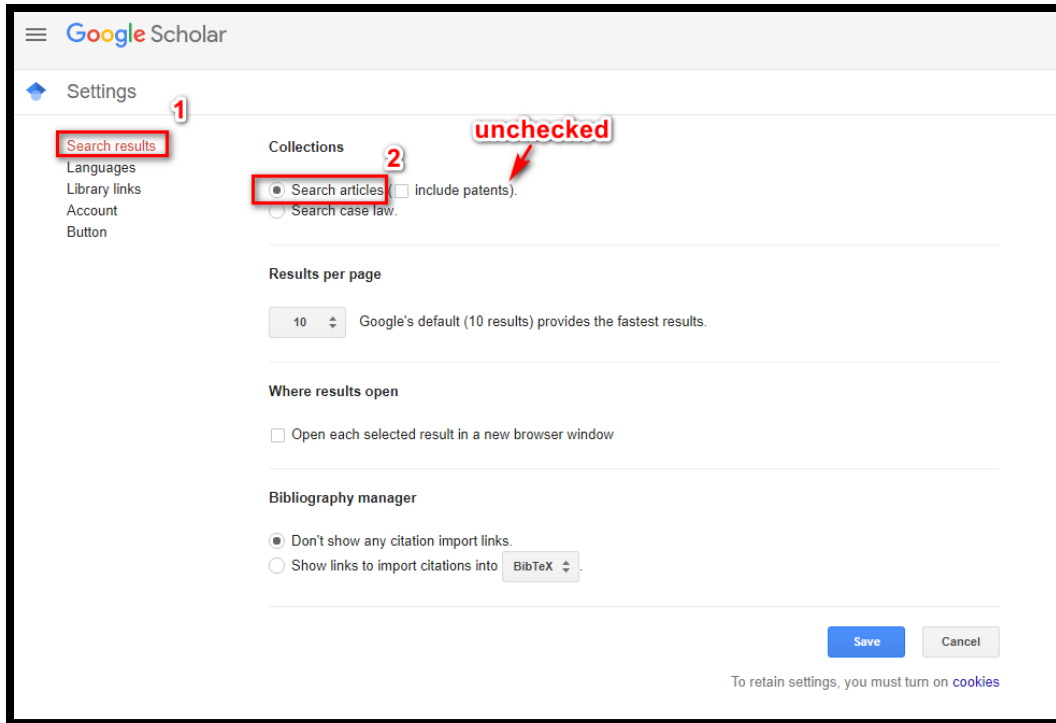 Google Scholar
Settings
1
Search results
Languages
Library links
Account
Button
unchecked
Collections
2
Search articles ( include patents).
Search case law.
Results per page
10 Google's default (10 results) provides the fastest results.
Where results open
Open each selected result in a new browser window
Bibliography manager
Don't show any citation import links.
Show links to import citations into BibTeX .
Save Cancel
To retain settings, you must turn on cookies